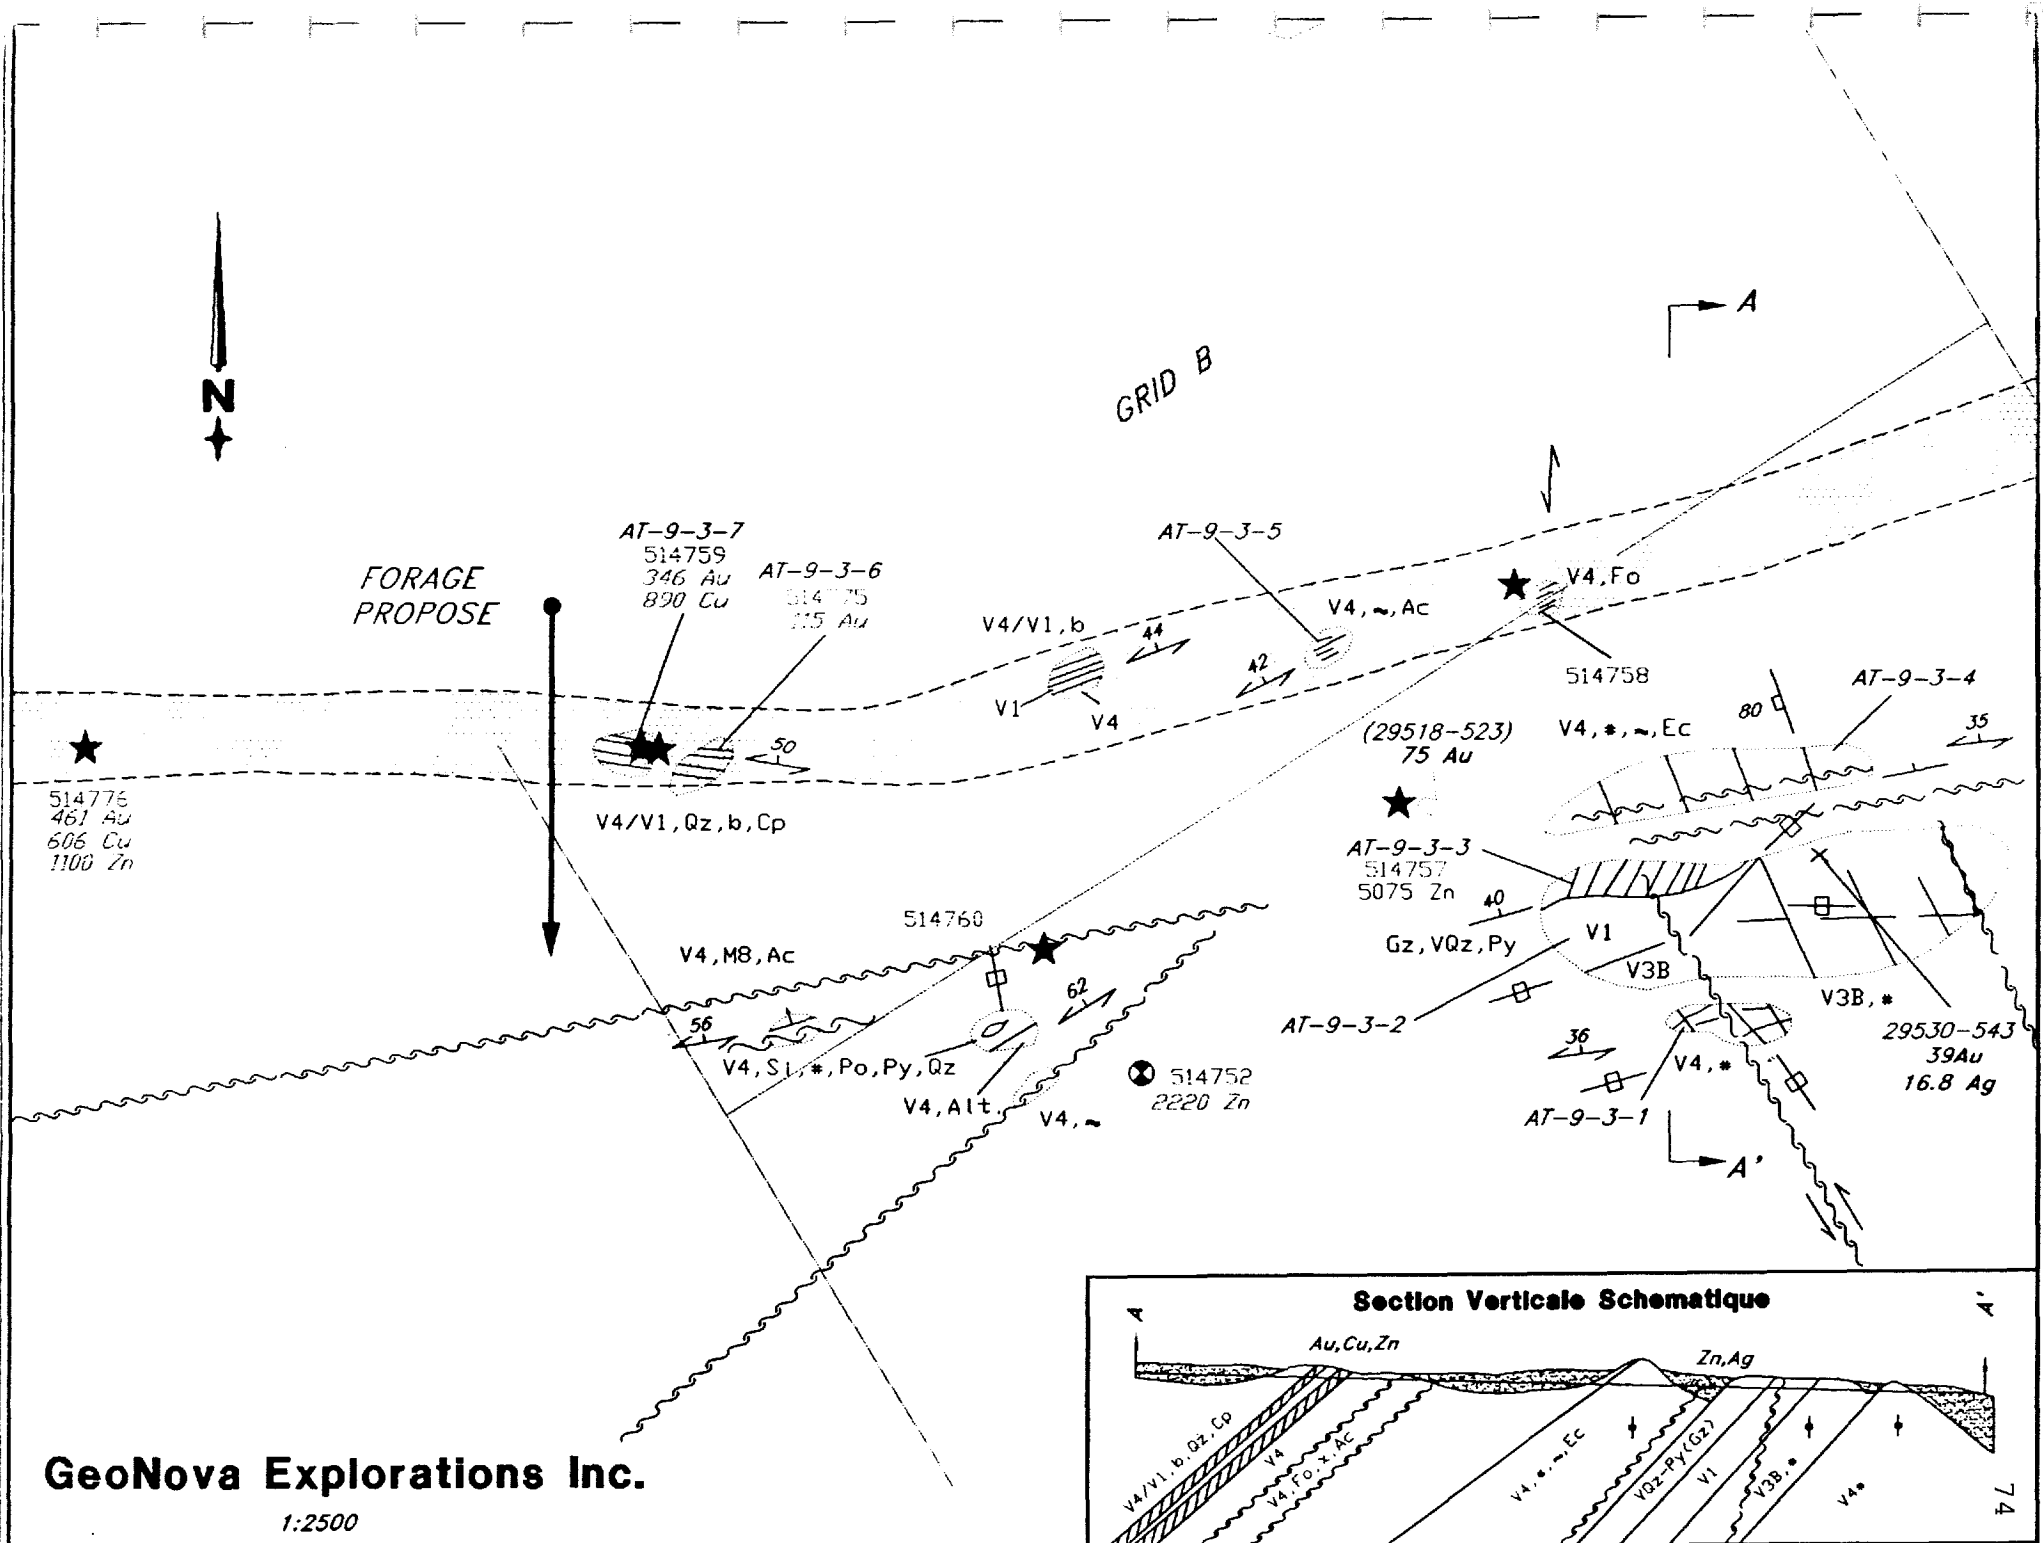 A
GRID B
N
AT-9-3-7
514759
346 Au
890 Cu
AT-9-3-6
115 Au
AT-9-3-5
FORAGE
PROPOSE
V4/V1,b
44
V4,~,Ac
42
V4,Fo
V1
V4
514758
AT-9-3-4
80
35
(29518-523)
75 Au
V4,*,~,Ec
50
514776
461 Au
606 Cu
1100 Zn
V4/V1,Qz,b,Cp
AT-9-3-3
514757
5075 Zn
40
514760
Gz,VQz,Py
V1
V4,M8,Ac
V3B
V3B,*
62
AT-9-3-2
29530-543
39Au
16.8 Ag
56
36
V4,Si,*,Po,Py,Qz
V4,*
514752
2220 Zn
V4,Alt.
V4,~
AT-9-3-1
A'
Section Verticale Schematique
A
A'
Au,Cu,Zn
Zn,Ag
V4/V1,b,Qz,Cp
V4
V4,Fo,x,Ac
V4,*,~,Ec
VQz-Py(Gz)
V1
V3B,*
V4*
74
GeoNova Explorations Inc.
1:2500